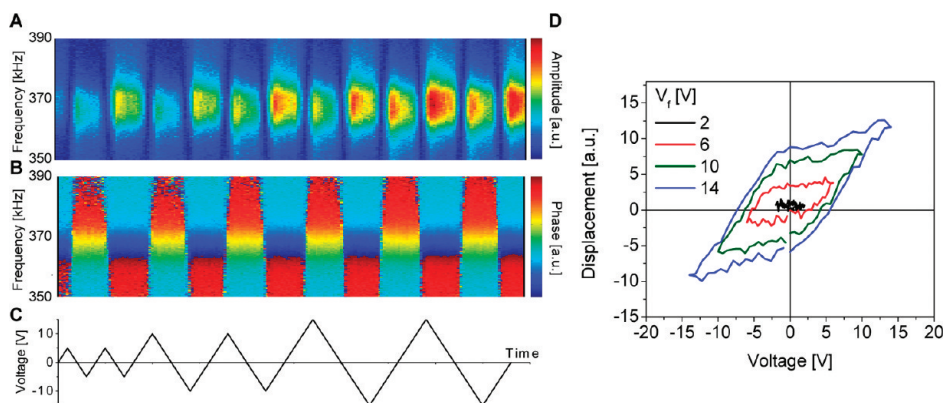 A
390
370
350
Frequency [kHz]
Amplitude [a.u.]
B
390
370
350
Frequency [kHz]
Phase [a.u.]
C
10
0
-10
Voltage [V]
Time
D
15
10
5
0
-5
-10
-15
Displacement [a.u.]
V_f [V]
2
6
10
14
-20 -15 -10 -5 0 5 10 15 20
Voltage [V]